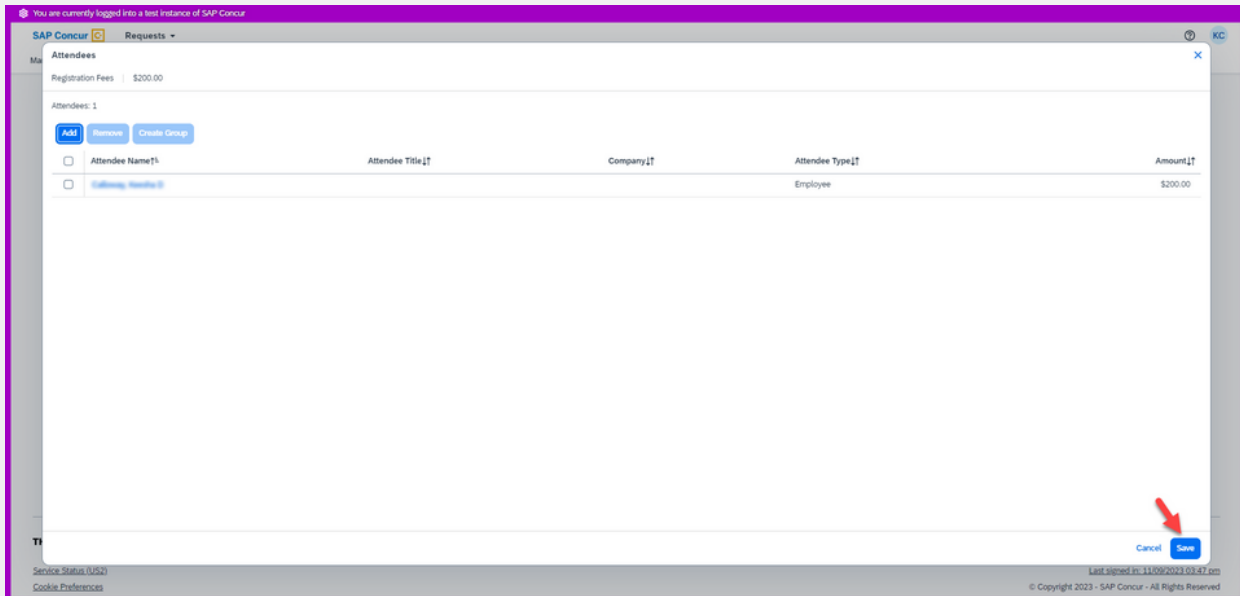 You are currently logged into a test instance of SAP Concur
SAP Concur C Requests
Ma
Attendees
Registration Fees | $200.00
Attendees: 1
Add Remove Create Group
Attendee Name Attendee Title Company Attendee Type Amount
Employee $200.00
Cancel Save
Service Status (US2) Last signed in: 11/09/2023 03:47 pm
Cookie Preferences © Copyright 2023 - SAP Concur - All Rights Reserved
KC